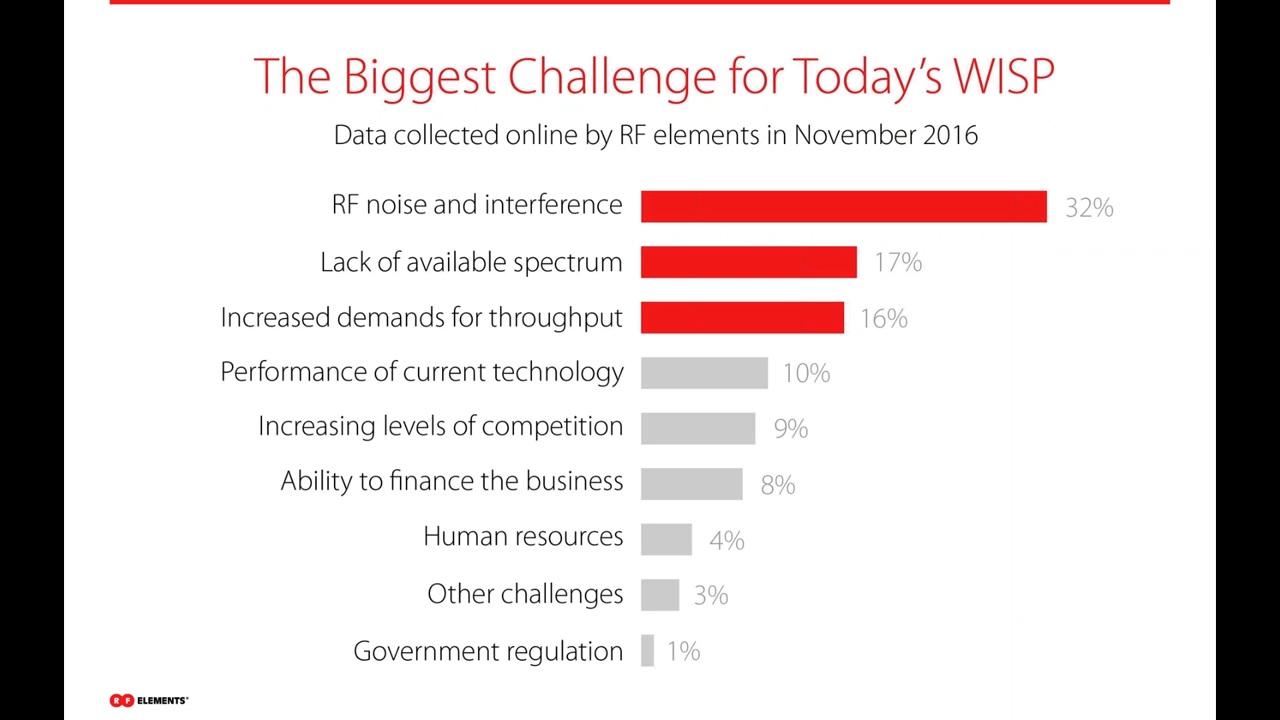 The Biggest Challenge for Today's WISP
Data collected online by RF elements in November 2016
RF noise and interference 32%
Lack of available spectrum 17%
Increased demands for throughput 16%
Performance of current technology 10%
Increasing levels of competition 9%
Ability to finance the business 8%
Human resources 4%
Other challenges 3%
Government regulation 1%
RF ELEMENTS®